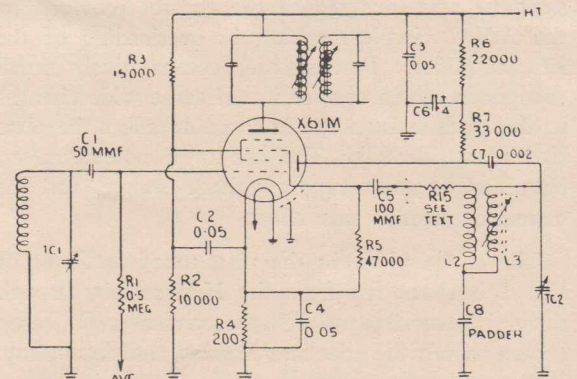 HT
R3
15000
C3
0.05
R6
22000
C6
4
R7
33000
X61M
C1
50 MMF
C7 0.002
C2
0.05
C5
100
MMF
R15
SEE
TEXT
TC1
R5
47000
L2
L3
R1
0.5
MEG
R2
10000
R4
200
C4
0.05
C8
PADDER
TC2
AVC